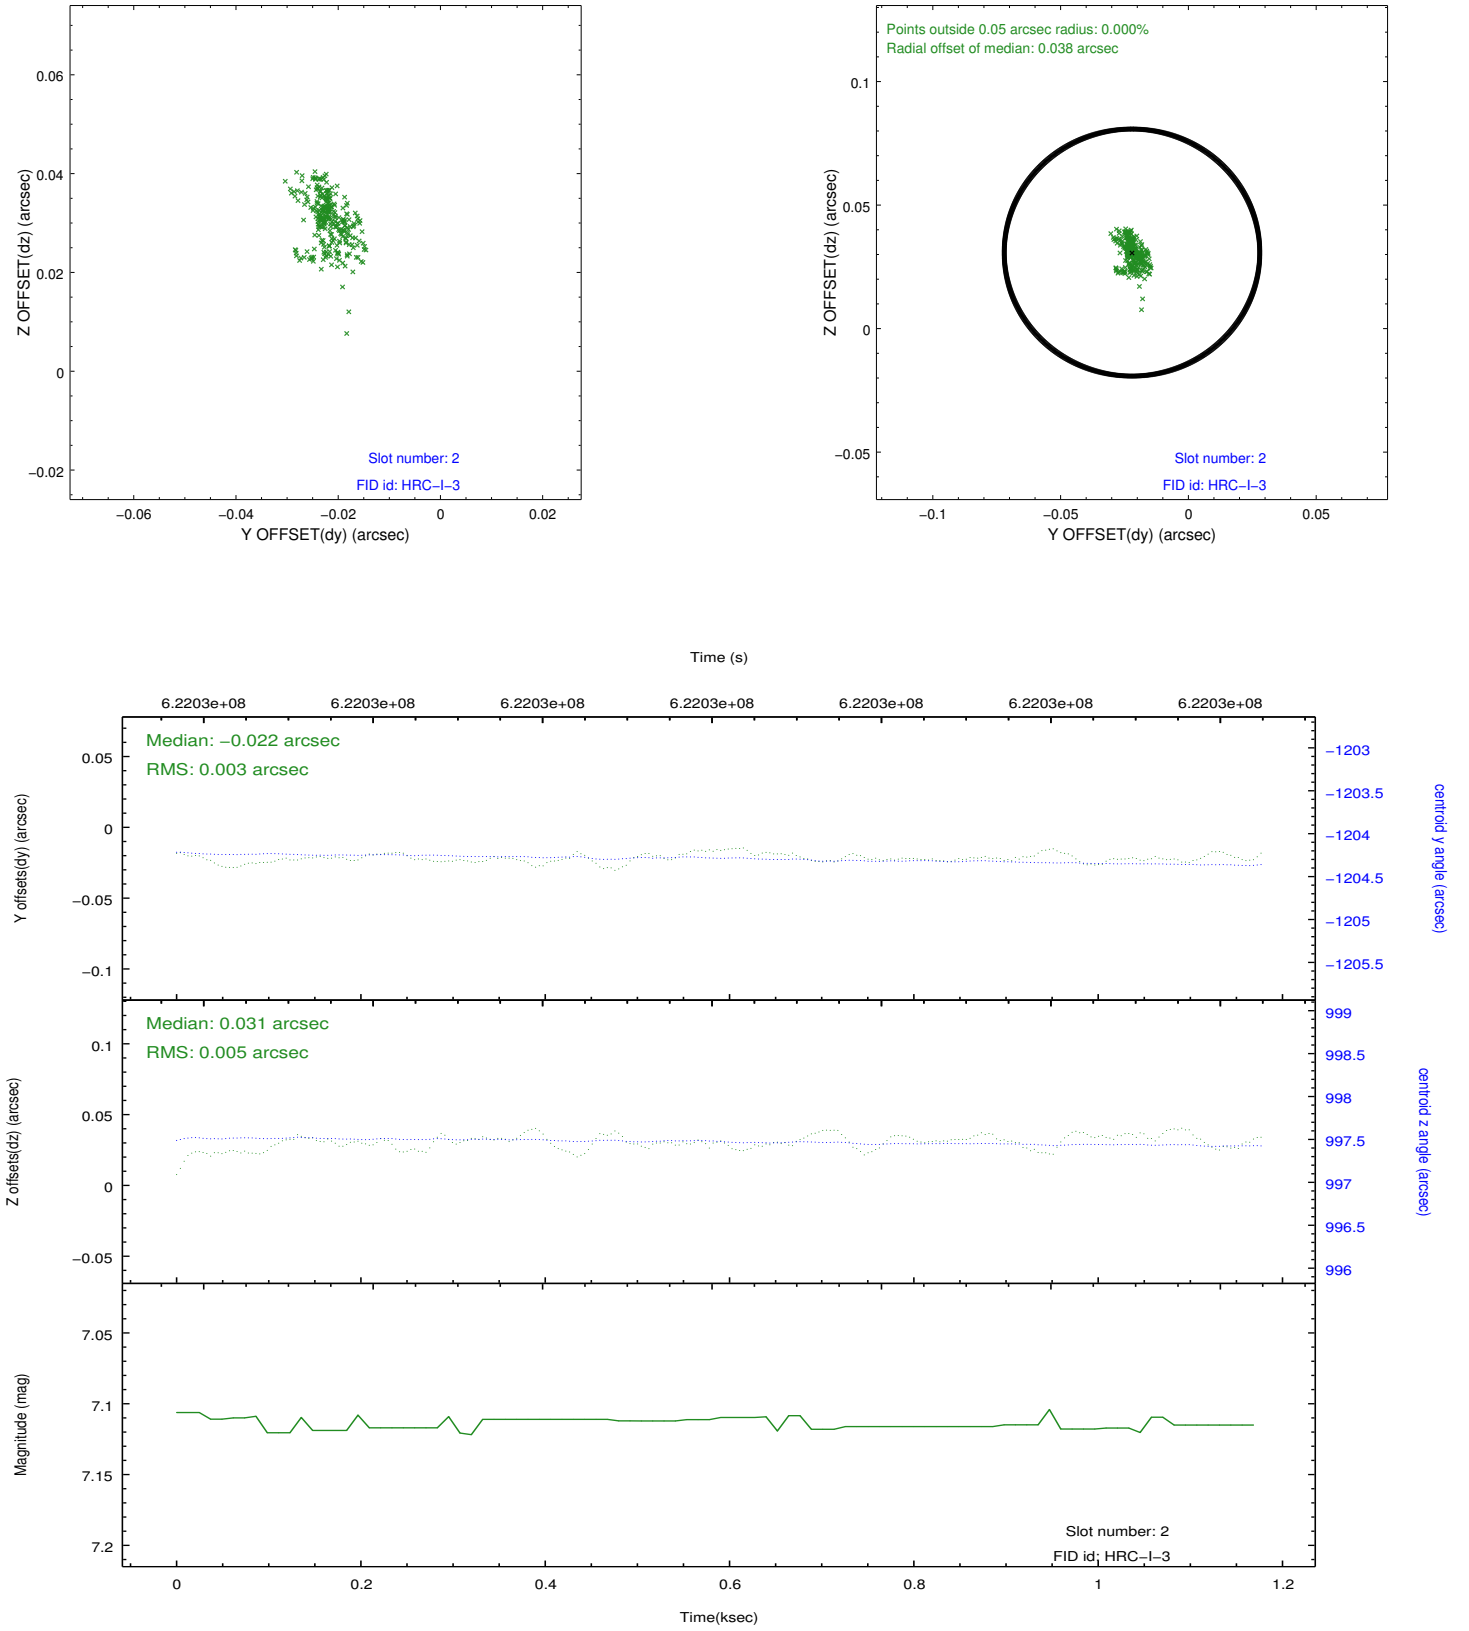 0.06
0.04
0.02
0
−0.02
Z OFFSET(dz) (arcsec)
Slot number: 2
FID id: HRC−I−3
−0.06
−0.04
−0.02
0
0.02
Y OFFSET(dy) (arcsec)
Points outside 0.05 arcsec radius: 0.000%
Radial offset of median: 0.038 arcsec
0.1
0.05
0
−0.05
Z OFFSET(dz) (arcsec)
Slot number: 2
FID id: HRC−I−3
−0.1
−0.05
0
0.05
Y OFFSET(dy) (arcsec)
Time (s)
6.2203e+08
6.2203e+08
6.2203e+08
6.2203e+08
6.2203e+08
6.2203e+08
6.2203e+08
Median: −0.022 arcsec
RMS: 0.003 arcsec
0.05
0
−0.05
−0.1
Y offsets(dy) (arcsec)
−1203
−1203.5
−1204
−1204.5
−1205
−1205.5
centroid y angle (arcsec)
Median: 0.031 arcsec
RMS: 0.005 arcsec
0.1
0.05
0
−0.05
Z offsets(dz) (arcsec)
999
998.5
998
997.5
997
996.5
996
centroid z angle (arcsec)
7.05
7.1
7.15
7.2
Magnitude (mag)
Slot number: 2
FID id: HRC−I−3
0
0.2
0.4
0.6
0.8
1
1.2
Time(ksec)